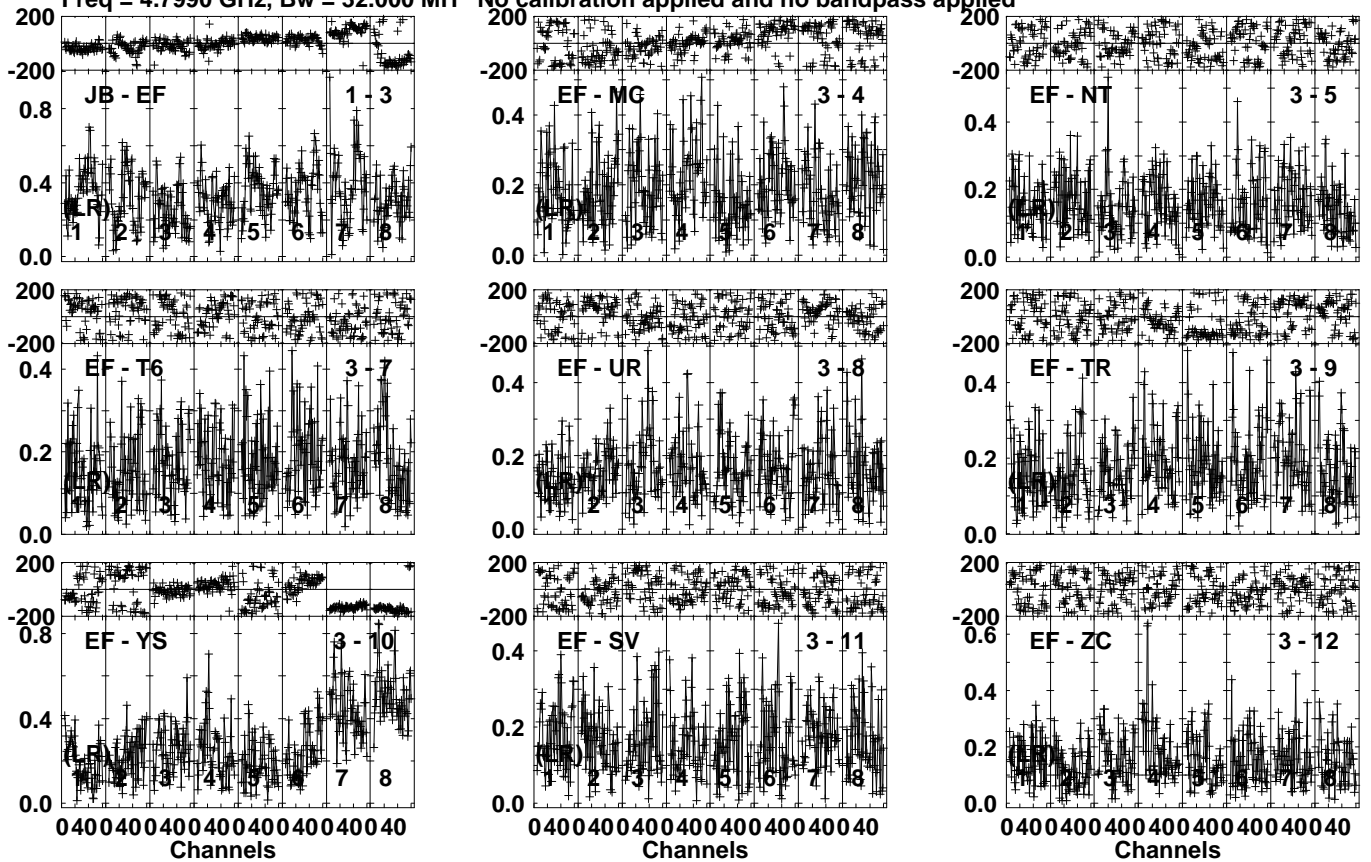 Freq = 4.7990 GHz, Bw = 32.000 MH No calibration applied and no bandpass applied
200
-200
JB - EF 1 - 3
0.8
0.4
0.0
(LR)
1 2 3 4 5 6 7 8
200
-200
EF - MC 3 - 4
0.4
0.2
0.0
(LR)
1 2 3 4 5 6 7 8
200
-200
EF - NT 3 - 5
0.4
0.2
0.0
(LR)
1 2 3 4 5 6 7 8
200
-200
EF - T6 3 - 7
0.4
0.2
0.0
(LR)
1 2 3 4 5 6 7 8
200
-200
EF - UR 3 - 8
0.4
0.2
0.0
(LR)
1 2 3 4 5 6 7 8
200
-200
EF - TR 3 - 9
0.4
0.2
0.0
(LR)
1 2 3 4 5 6 7 8
200
-200
EF - YS 3 - 10
0.8
0.4
0.0
(LR)
1 2 3 4 5 6 7 8
0 40 0 40 0 40 0 40 0 40 0 40 0 40 0 40
Channels
200
-200
EF - SV 3 - 11
0.4
0.2
0.0
(LR)
1 2 3 4 5 6 7 8
0 40 0 40 0 40 0 40 0 40 0 40 0 40 0 40
Channels
200
-200
EF - ZC 3 - 12
0.6
0.4
0.2
0.0
(LR)
1 2 3 4 5 6 7 8
0 40 0 40 0 40 0 40 0 40 0 40 0 40 0 40
Channels